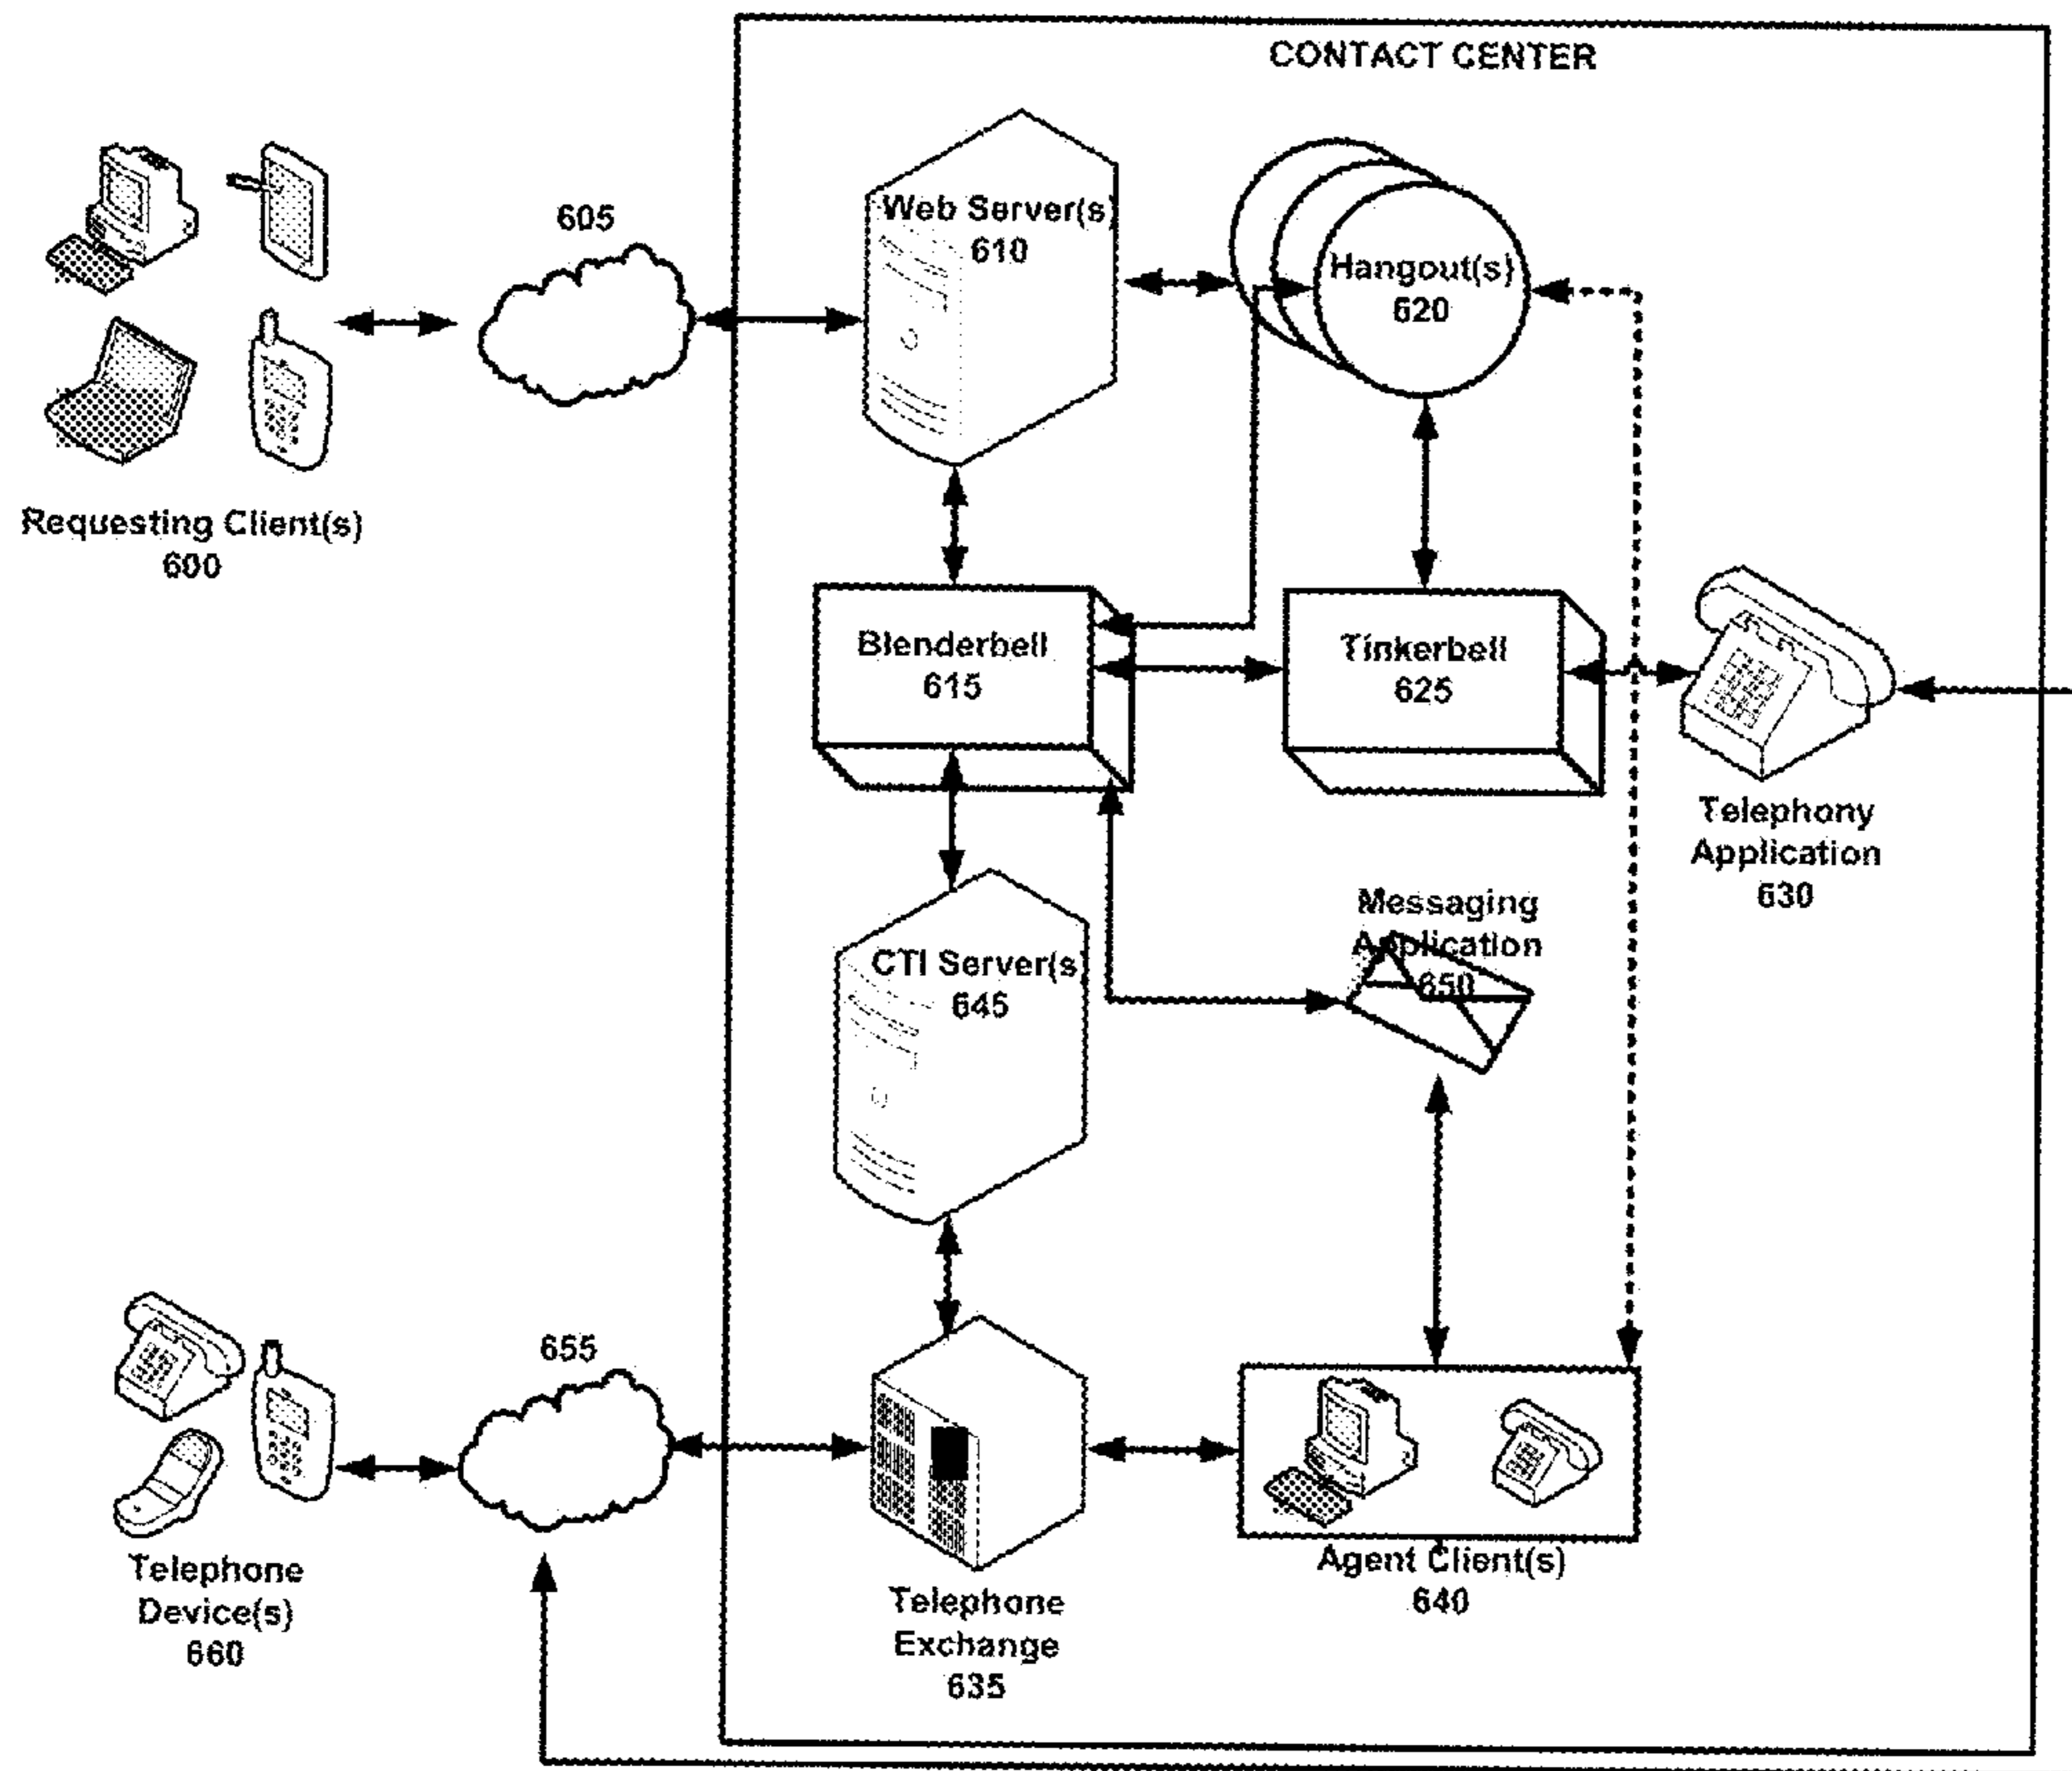 CONTACT CENTER
605
Web Server(s)
610
Hangout(s)
620
Requesting Client(s)
600
Blenderbell
615
Tinkerbell
625
Telephony
Application
630
Messaging
Application
650
CTI Server(s)
645
655
Telephone
Device(s)
660
Telephone
Exchange
635
Agent Client(s)
640